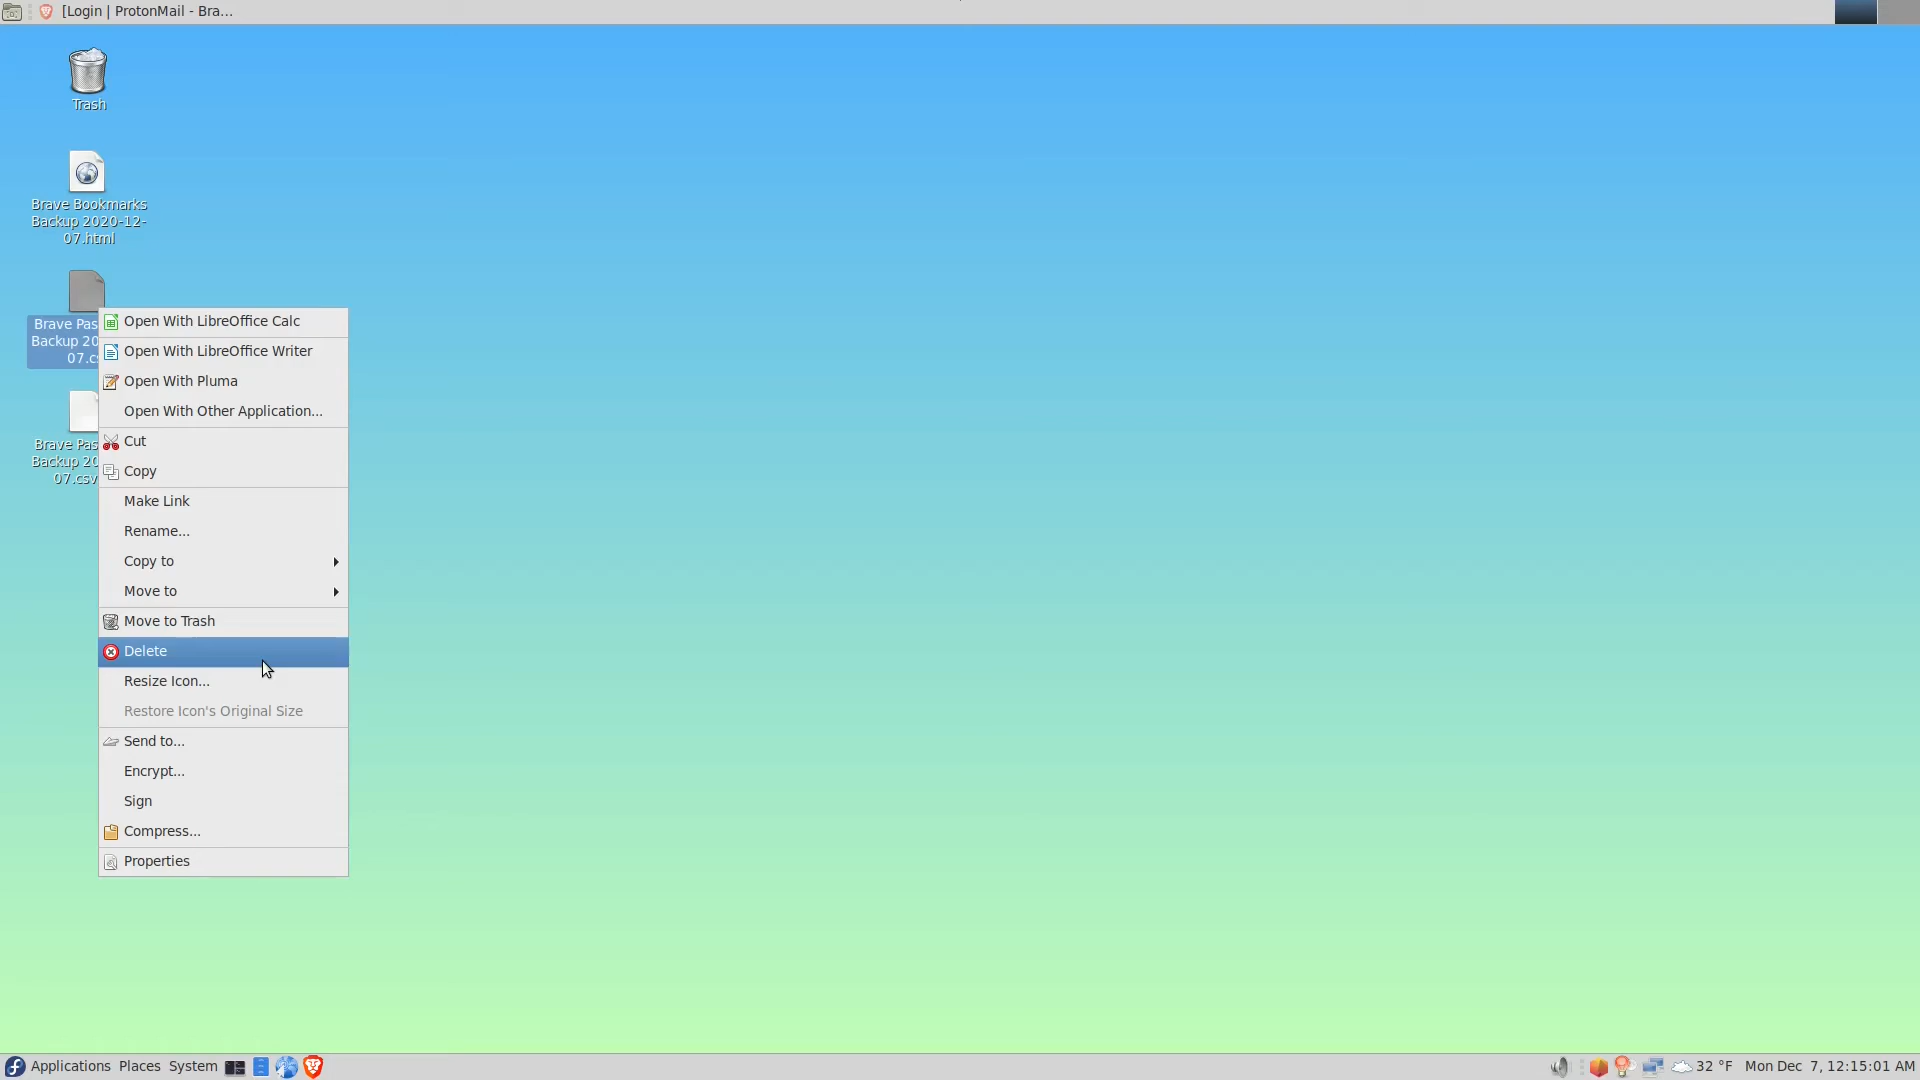 [Login | ProtonMail - Bra...
Trash
Brave Bookmarks
Backup 2020-12-
07.html
Brave Pas
Backup 20
07.cs
Brave Pas
Backup 20
07.csv
Open With LibreOffice Calc
Open With LibreOffice Writer
Open With Pluma
Open With Other Application...
Cut
Copy
Make Link
Rename...
Copy to
Move to
Move to Trash
Delete
Resize Icon...
Restore Icon's Original Size
Send to...
Encrypt...
Sign
Compress...
Properties
Applications Places System 32 °F Mon Dec 7, 12:15:01 AM